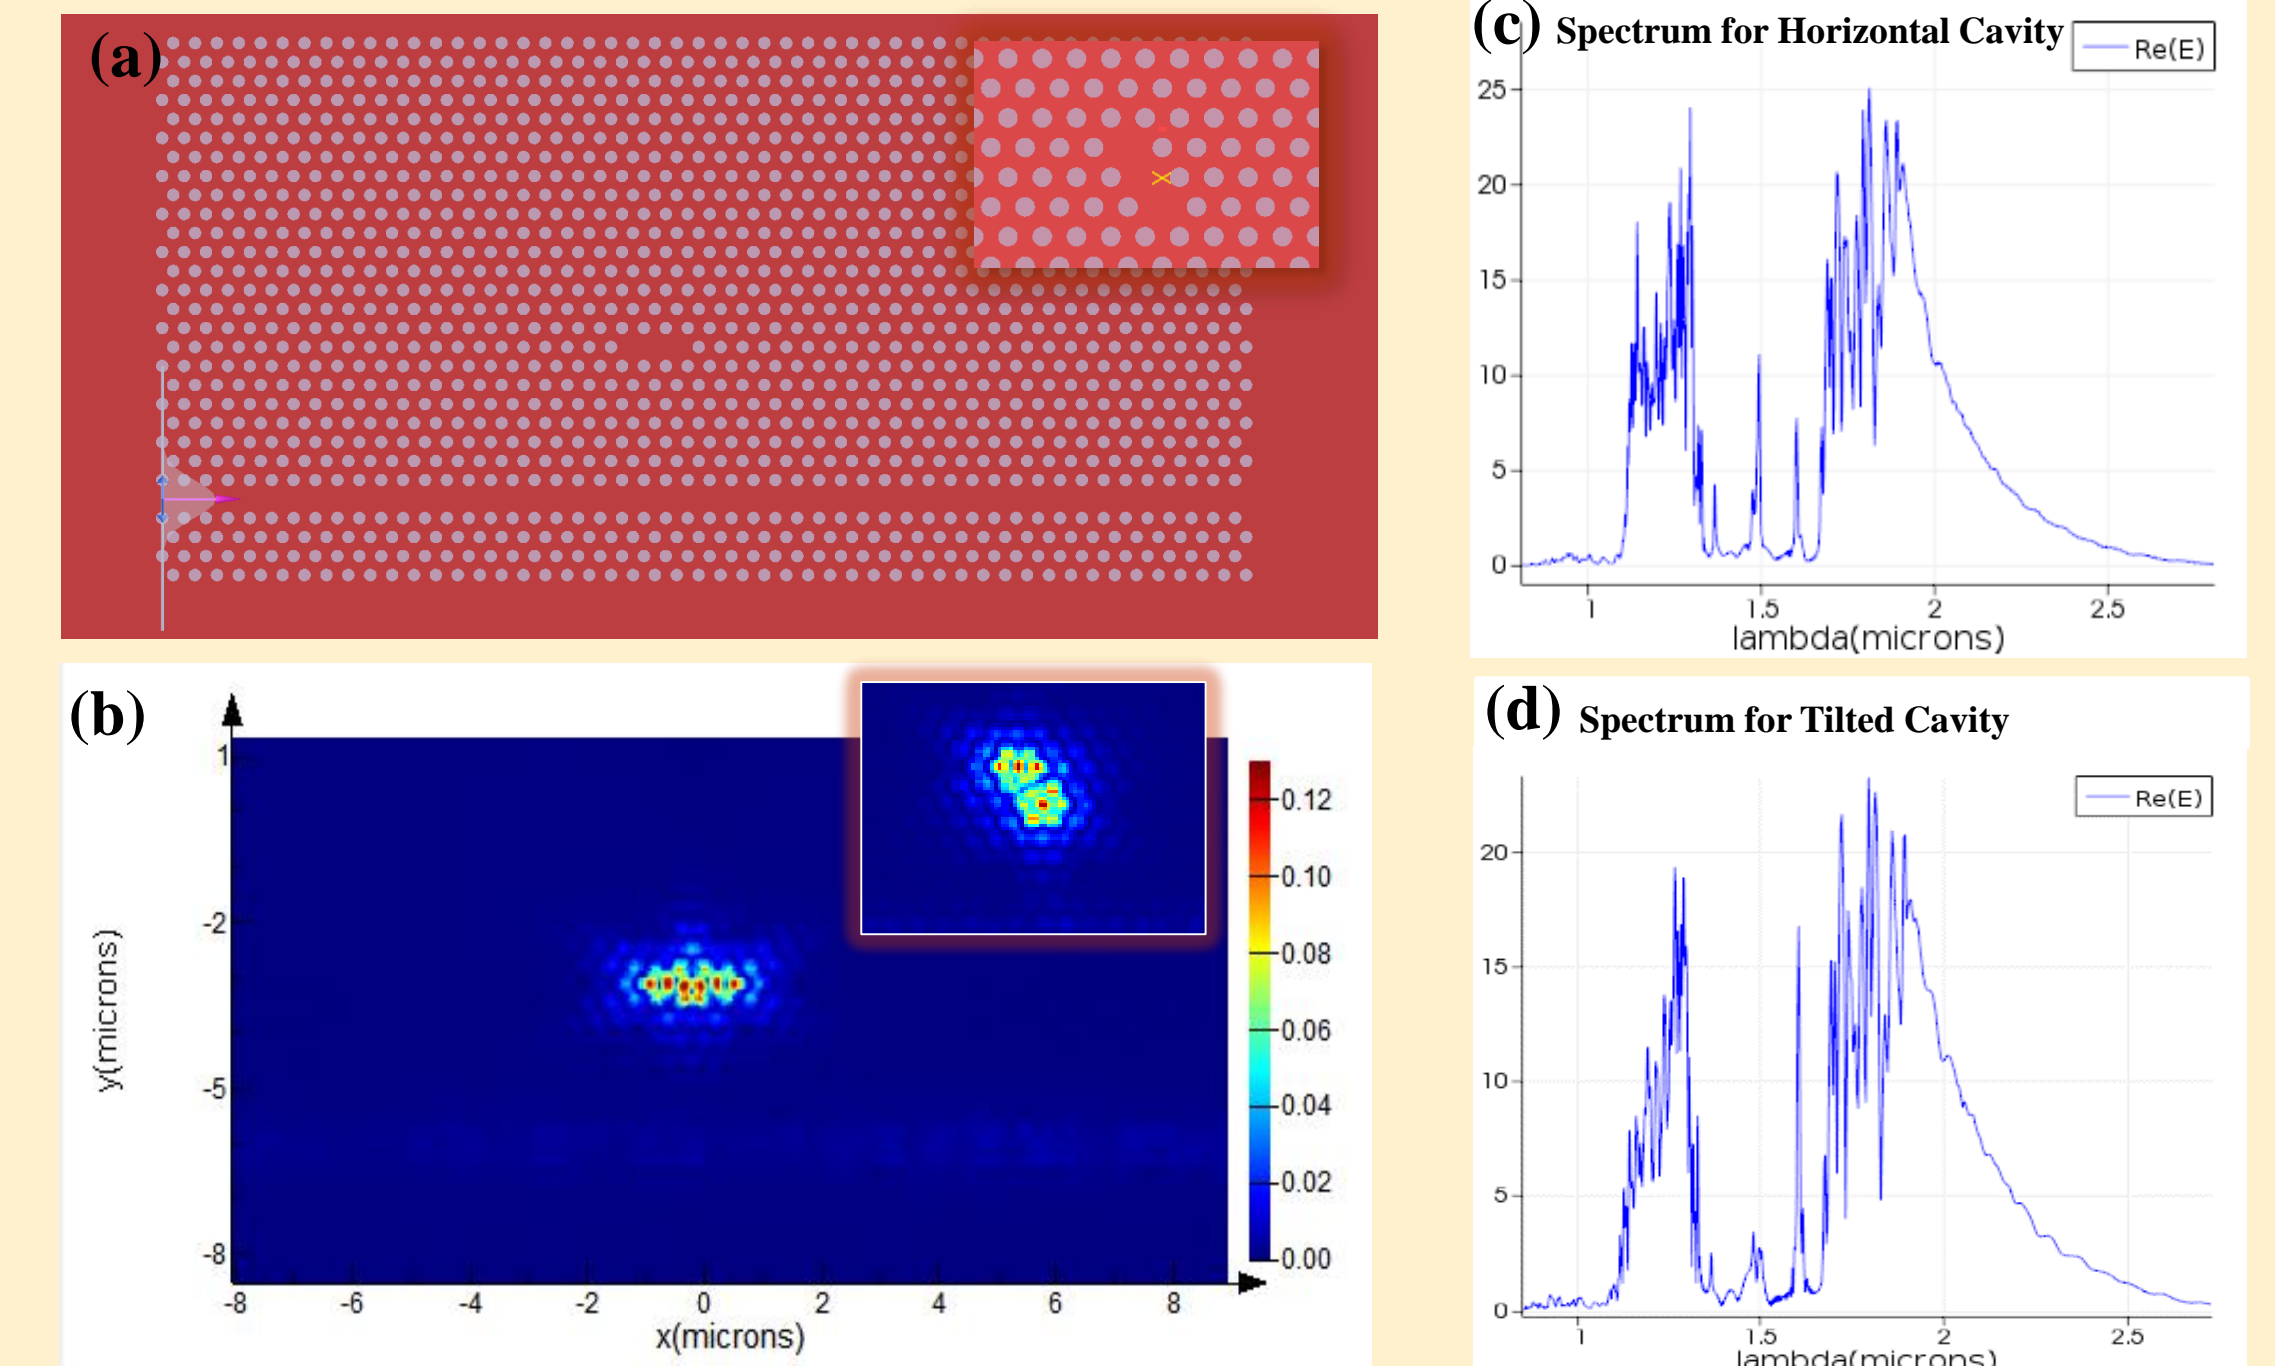 (a)
(b)
1
-2
-5
-8
y(microns)
-8 -6 -4 -2 0 2 4 6 8
x(microns)
0.12
0.10
0.08
0.06
0.04
0.02
0.00
(c) Spectrum for Horizontal Cavity
Re(E)
25
20
15
10
5
0
1 1.5 2 2.5
lambda(microns)
(d) Spectrum for Tilted Cavity
Re(E)
20
15
10
5
0
1 1.5 2 2.5
lambda(microns)